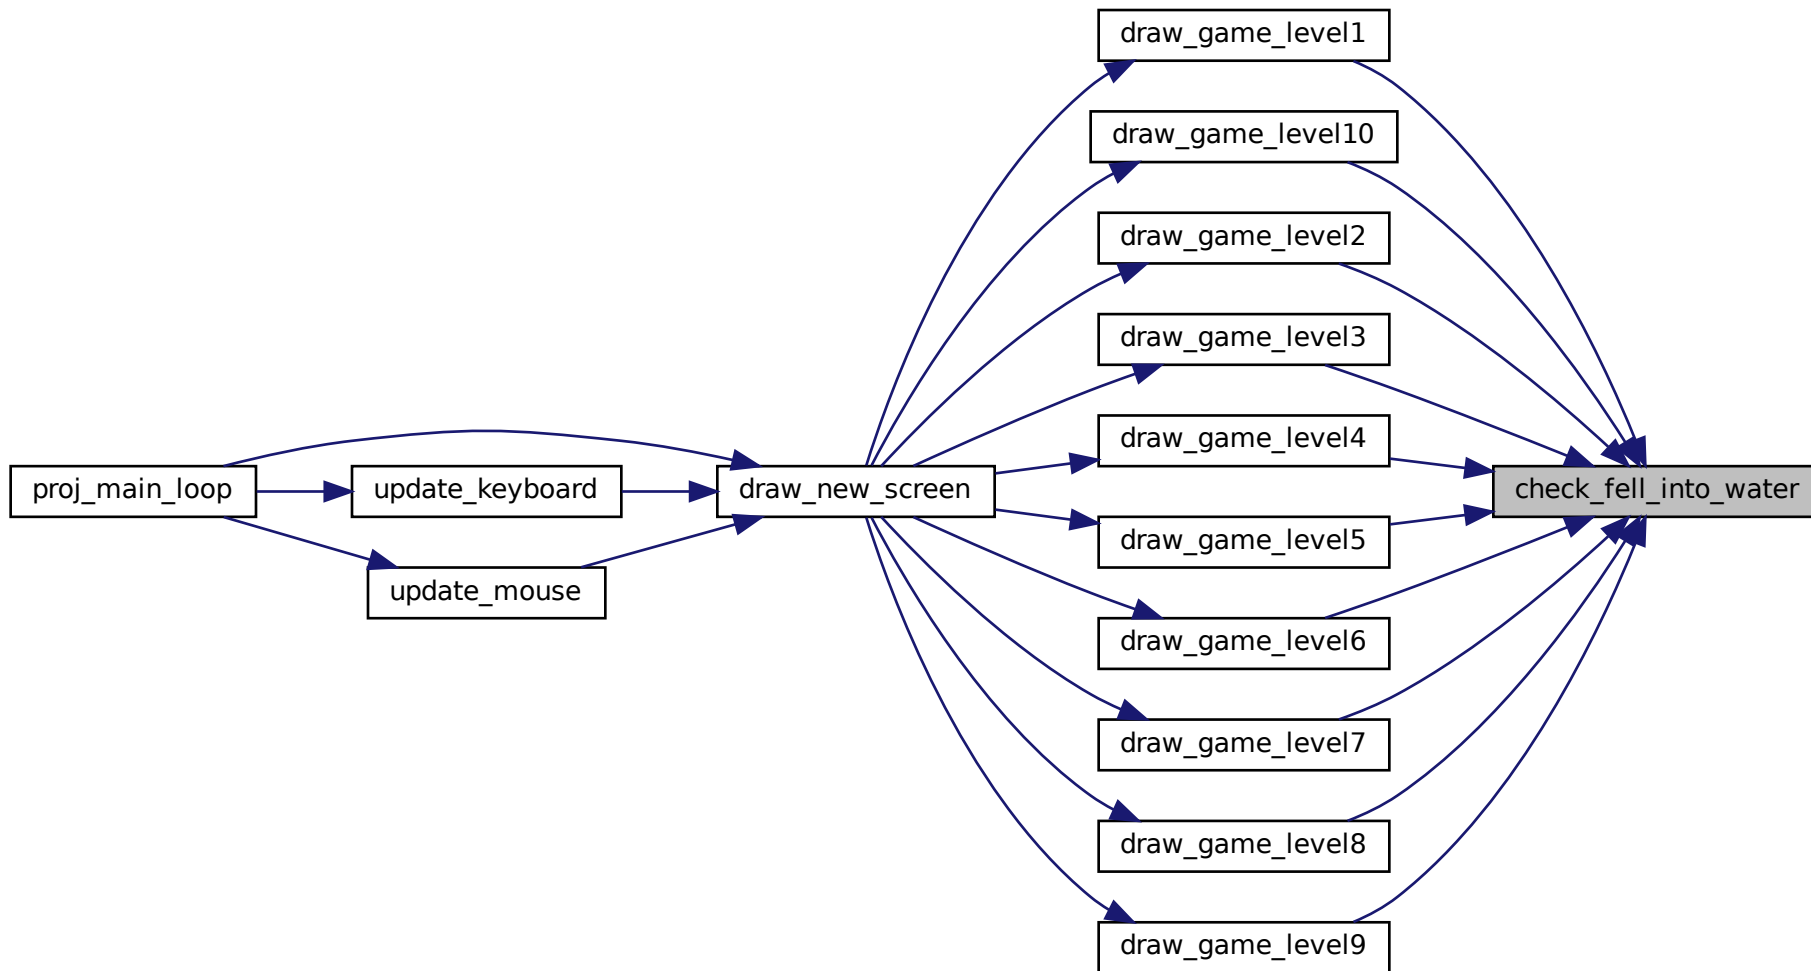 draw_game_level1
draw_game_level10
draw_game_level2
draw_game_level3
draw_game_level4
proj_main_loop
update_keyboard
draw_new_screen
check_fell_into_water
draw_game_level5
update_mouse
draw_game_level6
draw_game_level7
draw_game_level8
draw_game_level9